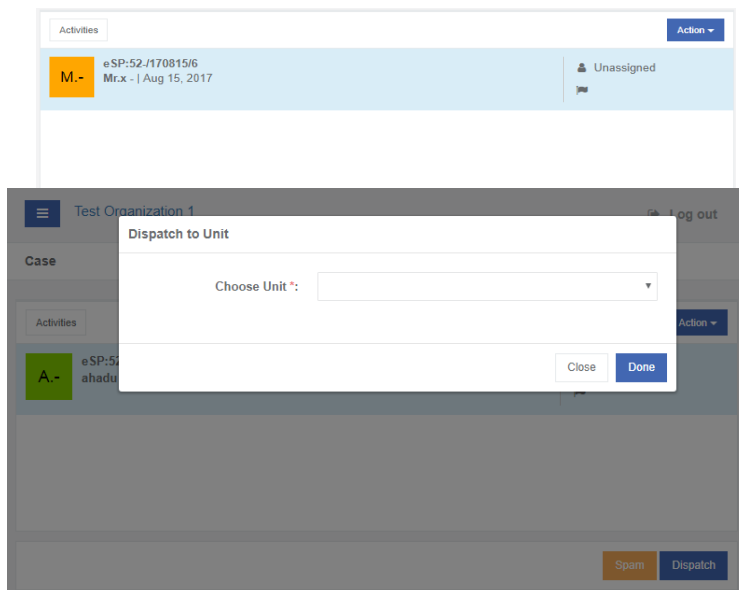 Activities
Action
M.-
eSP:52-/170815/6
Mr.x - | Aug 15, 2017
Unassigned
Test Organization 1
Log out
Dispatch to Unit
Case
Choose Unit *:
Activities
Action
A.-
eSP:52
ahadu
Close
Done
Spam
Dispatch